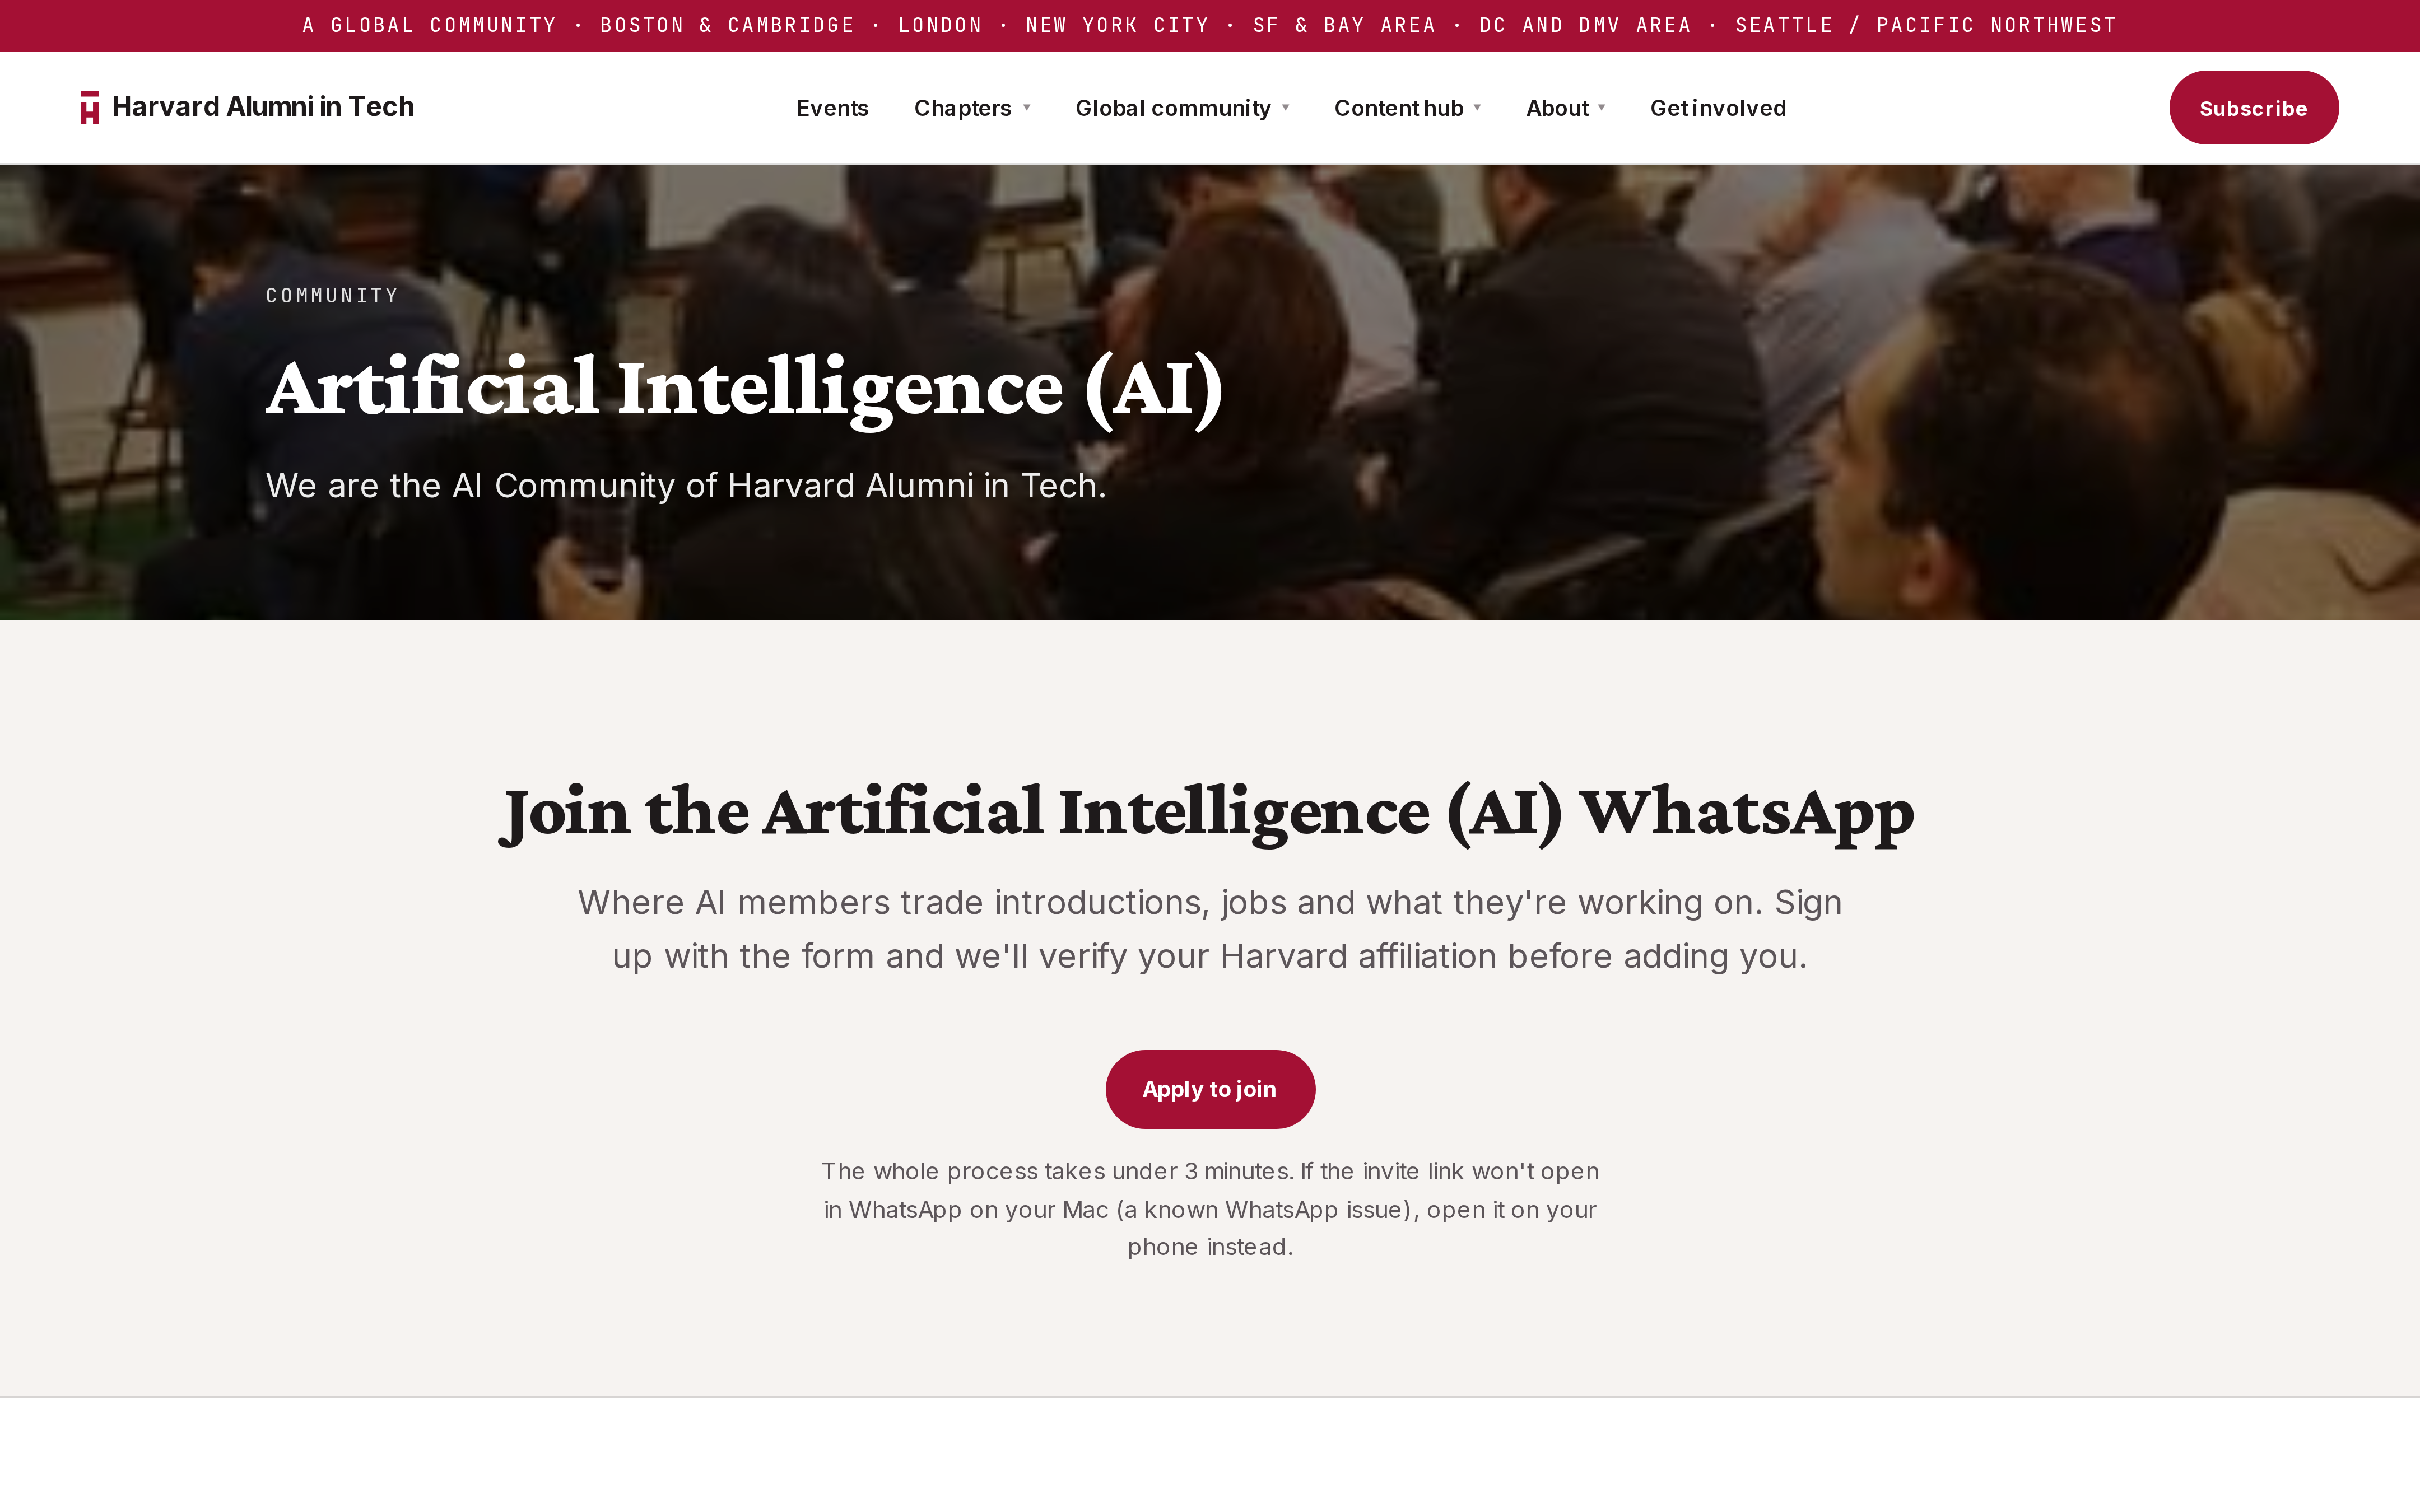 A GLOBAL COMMUNITY · BOSTON & CAMBRIDGE · LONDON · NEW YORK CITY · SF & BAY AREA · DC AND DMV AREA · SEATTLE / PACIFIC NORTHWEST
Harvard Alumni in Tech
Events Chapters ▾ Global community ▾ Content hub ▾ About ▾ Get involved
Subscribe
COMMUNITY
Artificial Intelligence (AI)
We are the AI Community of Harvard Alumni in Tech.
Join the Artificial Intelligence (AI) WhatsApp
Where AI members trade introductions, jobs and what they're working on. Sign
up with the form and we'll verify your Harvard affiliation before adding you.
Apply to join
The whole process takes under 3 minutes. If the invite link won't open
in WhatsApp on your Mac (a known WhatsApp issue), open it on your
phone instead.